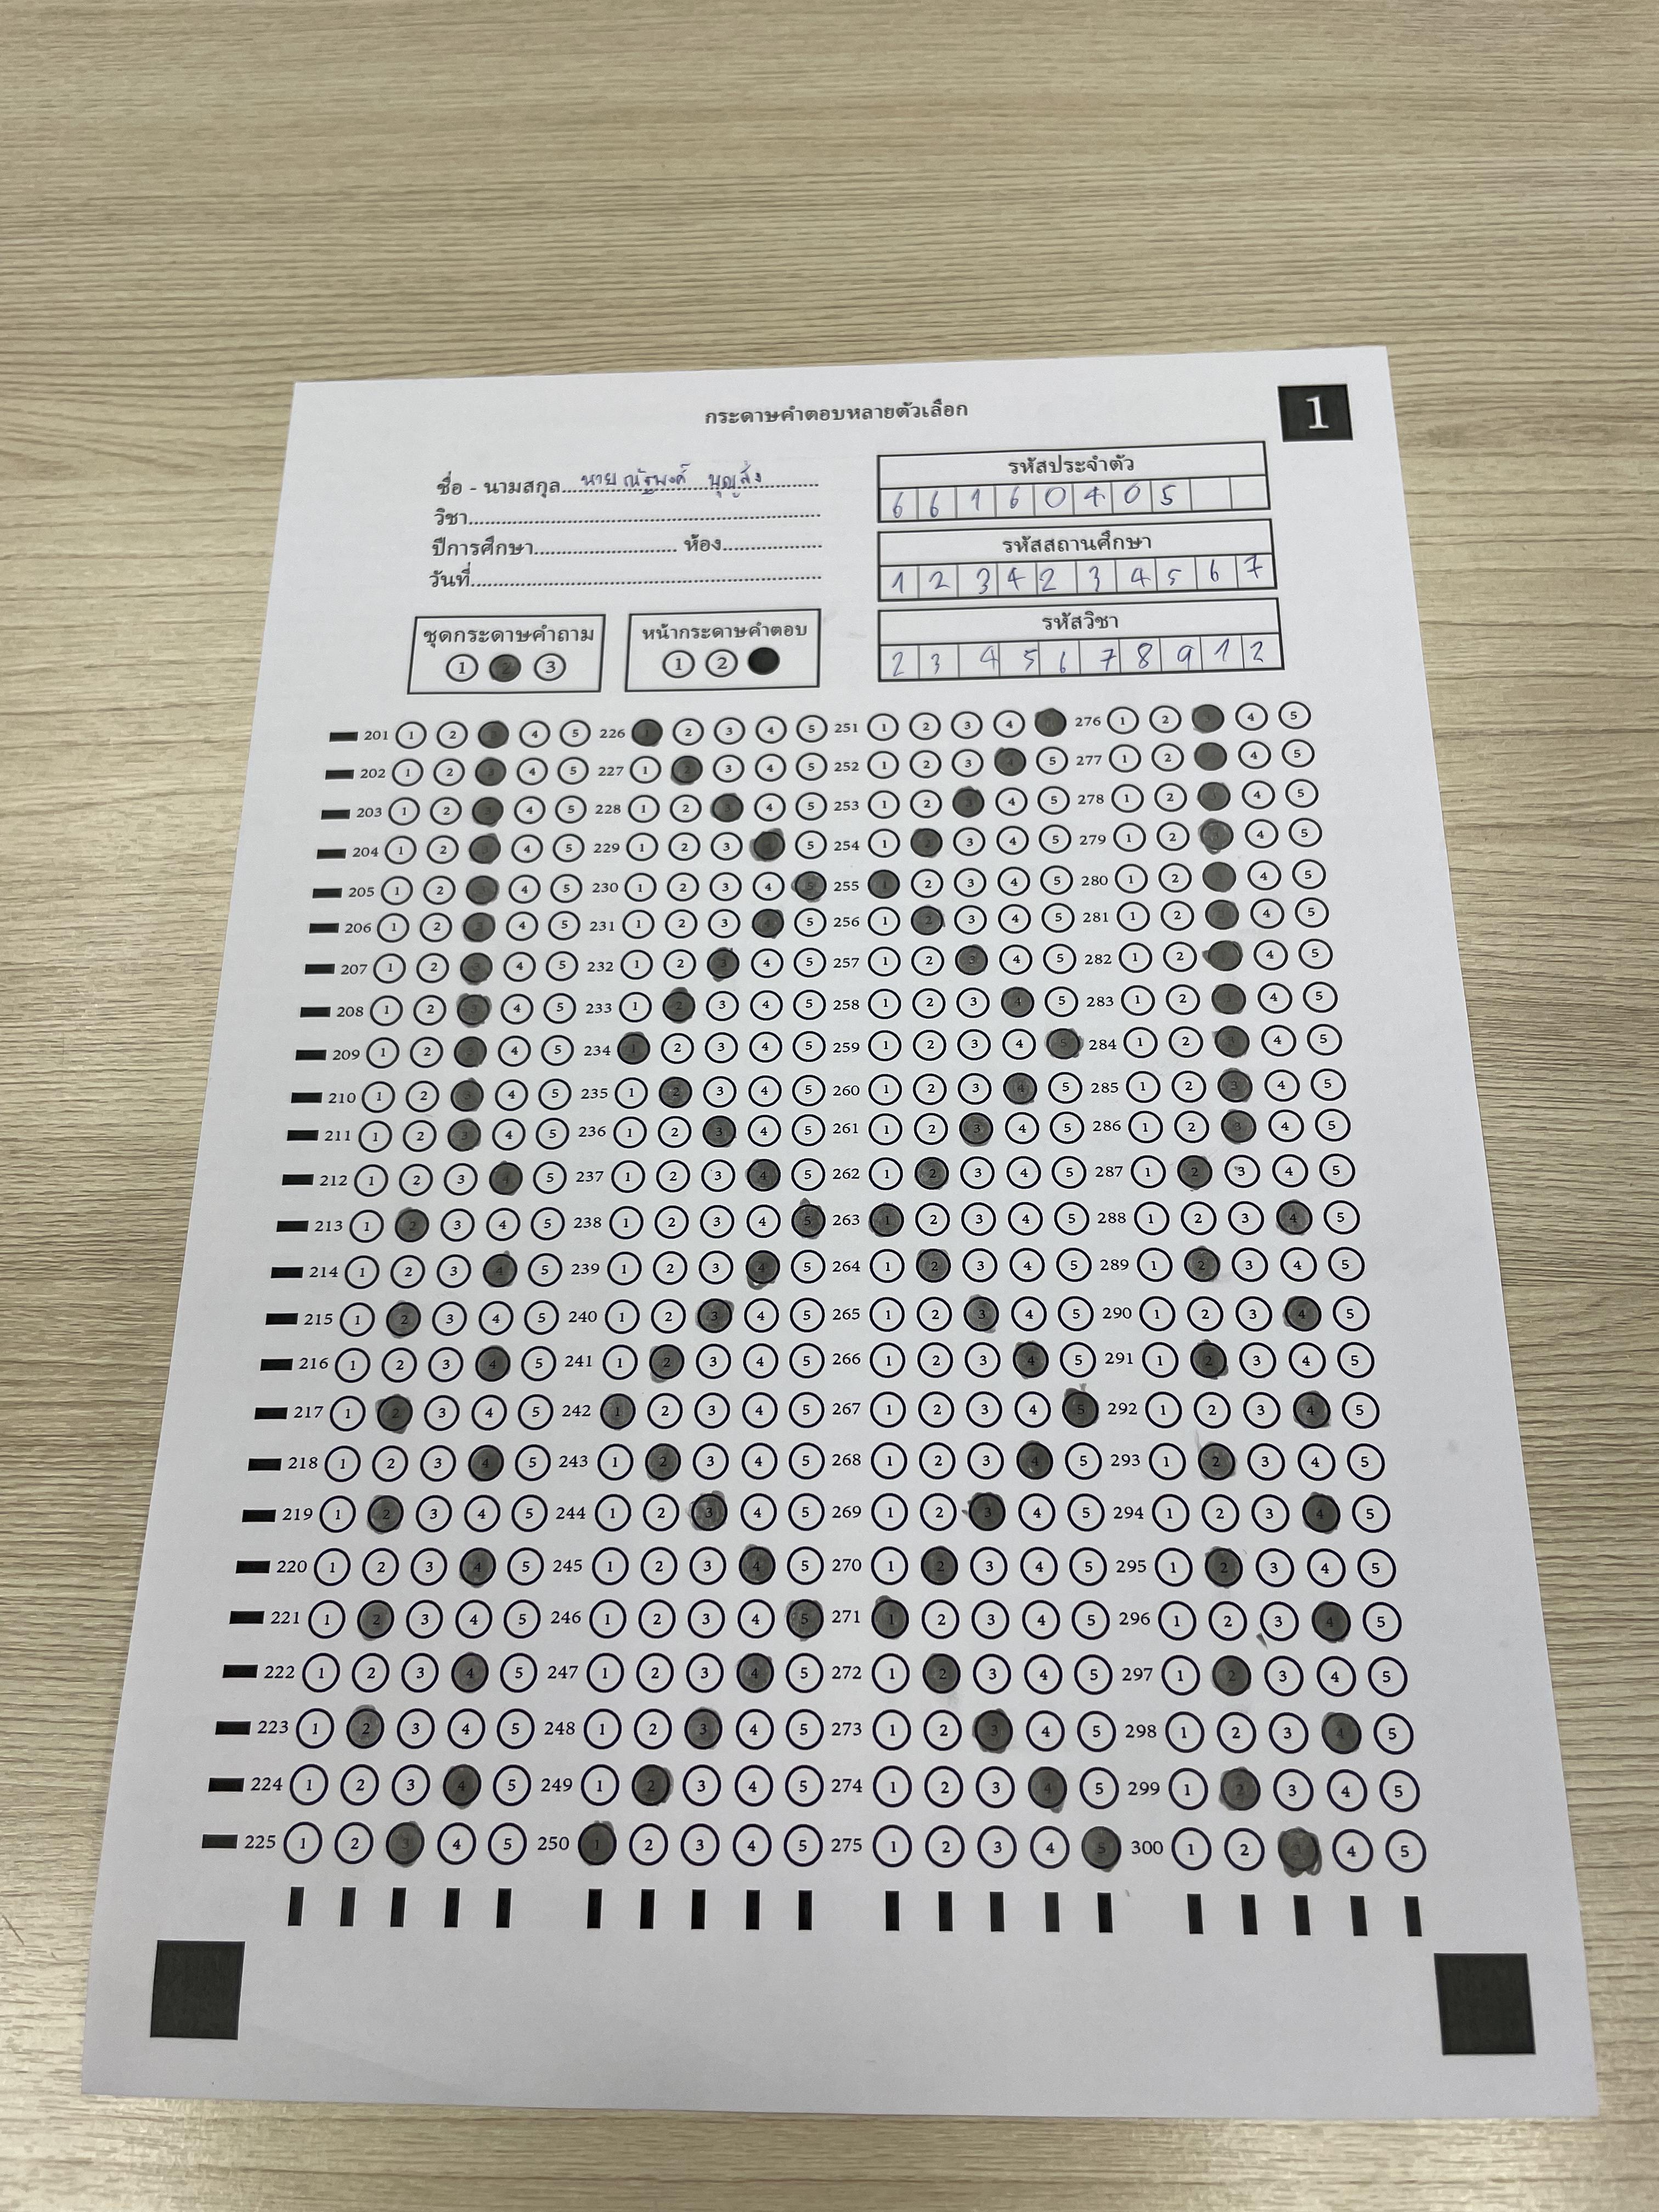 กระดาษคำตอบหลายตัวเลือก
1
ชื่อ - นามสกุล นาย ณัฐพงศ์ บุญส่ง
วิชา
ปีการศึกษา ห้อง
วันที่
รหัสประจำตัว
6 6 1 6 0 4 0 5
รหัสสถานศึกษา
1 2 3 4 2 3 4 5 6 7
รหัสวิชา
2 3 4 5 6 7 8 9 1 2
ชุดกระดาษคำถาม
1 2 3
หน้ากระดาษคำตอบ
1 2
201 1 2 3 4 5 226 1 2 3 4 5 251 1 2 3 4 5 276 1 2 3 4 5
202 1 2 3 4 5 227 1 2 3 4 5 252 1 2 3 4 5 277 1 2 3 4 5
203 1 2 3 4 5 228 1 2 3 4 5 253 1 2 3 4 5 278 1 2 3 4 5
204 1 2 3 4 5 229 1 2 3 4 5 254 1 2 3 4 5 279 1 2 3 4 5
205 1 2 3 4 5 230 1 2 3 4 5 255 1 2 3 4 5 280 1 2 3 4 5
206 1 2 3 4 5 231 1 2 3 4 5 256 1 2 3 4 5 281 1 2 3 4 5
207 1 2 3 4 5 232 1 2 3 4 5 257 1 2 3 4 5 282 1 2 3 4 5
208 1 2 3 4 5 233 1 2 3 4 5 258 1 2 3 4 5 283 1 2 3 4 5
209 1 2 3 4 5 234 1 2 3 4 5 259 1 2 3 4 5 284 1 2 3 4 5
210 1 2 3 4 5 235 1 2 3 4 5 260 1 2 3 4 5 285 1 2 3 4 5
211 1 2 3 4 5 236 1 2 3 4 5 261 1 2 3 4 5 286 1 2 3 4 5
212 1 2 3 4 5 237 1 2 3 4 5 262 1 2 3 4 5 287 1 2 3 4 5
213 1 2 3 4 5 238 1 2 3 4 5 263 1 2 3 4 5 288 1 2 3 4 5
214 1 2 3 4 5 239 1 2 3 4 5 264 1 2 3 4 5 289 1 2 3 4 5
215 1 2 3 4 5 240 1 2 3 4 5 265 1 2 3 4 5 290 1 2 3 4 5
216 1 2 3 4 5 241 1 2 3 4 5 266 1 2 3 4 5 291 1 2 3 4 5
217 1 2 3 4 5 242 1 2 3 4 5 267 1 2 3 4 5 292 1 2 3 4 5
218 1 2 3 4 5 243 1 2 3 4 5 268 1 2 3 4 5 293 1 2 3 4 5
219 1 2 3 4 5 244 1 2 3 4 5 269 1 2 3 4 5 294 1 2 3 4 5
220 1 2 3 4 5 245 1 2 3 4 5 270 1 2 3 4 5 295 1 2 3 4 5
221 1 2 3 4 5 246 1 2 3 4 5 271 1 2 3 4 5 296 1 2 3 4 5
222 1 2 3 4 5 247 1 2 3 4 5 272 1 2 3 4 5 297 1 2 3 4 5
223 1 2 3 4 5 248 1 2 3 4 5 273 1 2 3 4 5 298 1 2 3 4 5
224 1 2 3 4 5 249 1 2 3 4 5 274 1 2 3 4 5 299 1 2 3 4 5
225 1 2 3 4 5 250 1 2 3 4 5 275 1 2 3 4 5 300 1 2 3 4 5